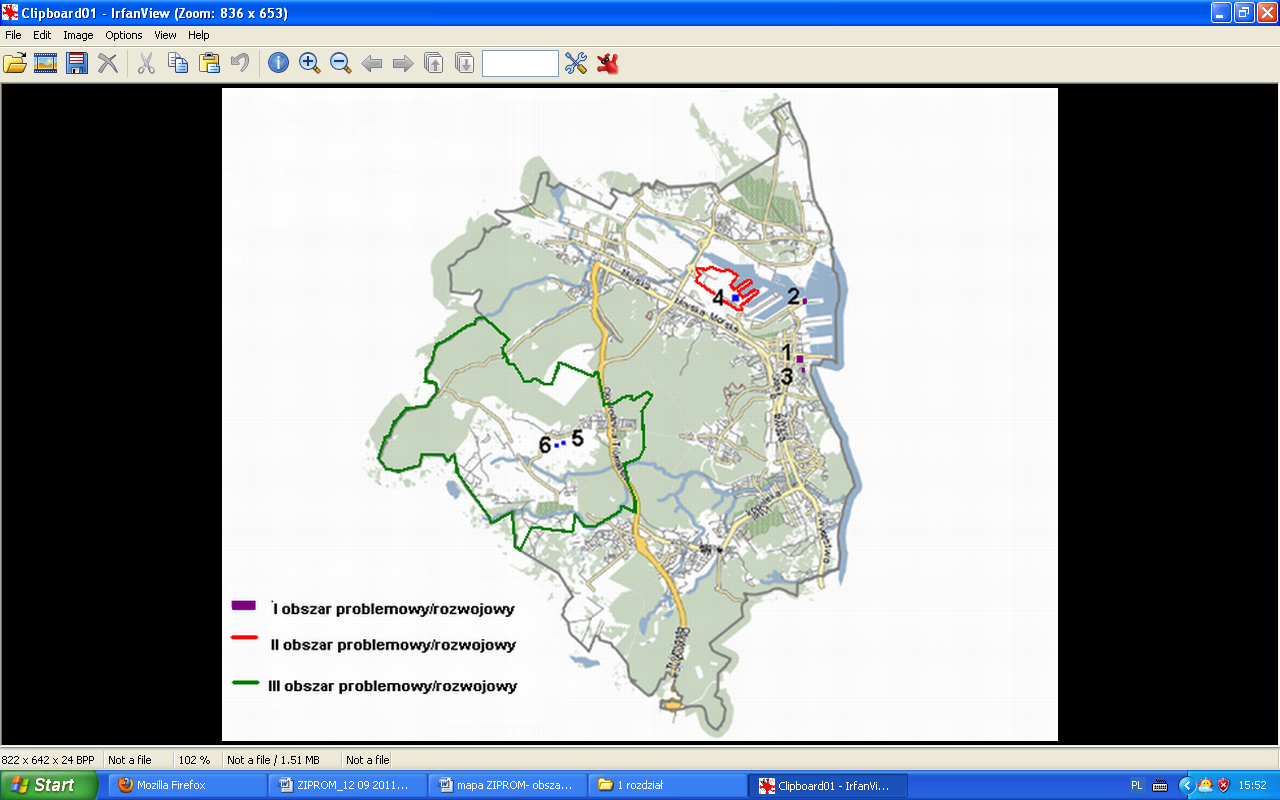 Clipboard01 - IrfanView (Zoom: 836 x 653)
File Edit Image Options View Help
Morska
4
2
Morska-Morska
1
3
6
5
I obszar problemowy/rozwojowy
II obszar problemowy/rozwojowy
III obszar problemowy/rozwojowy
822 x 642 x 24 BPP Not a file 102 % Not a file / 1.51 MB Not a file
Start Mozilla Firefox ZIPROM_12 09 2011... mapa ZIPROM- obsza... 1 rozdział Clipboard01 - IrfanVi... PL 15:52